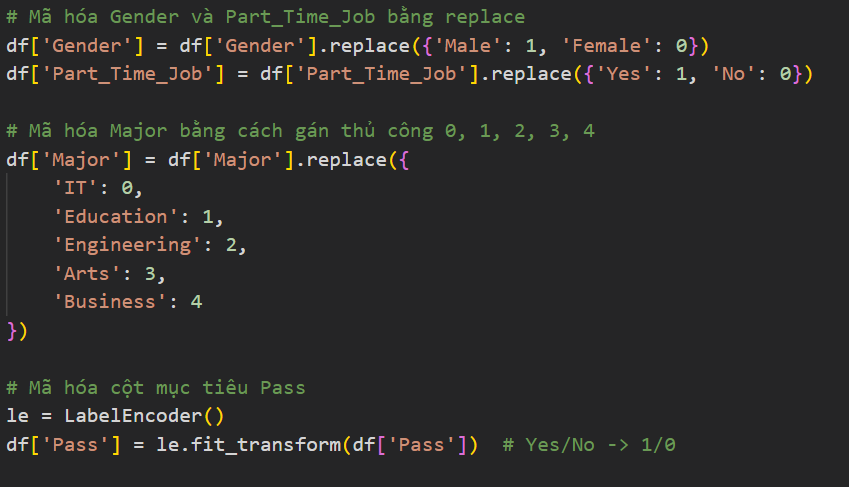 # Mã hóa Gender và Part_Time_Job bằng replace
df['Gender'] = df['Gender'].replace({'Male': 1, 'Female': 0})
df['Part_Time_Job'] = df['Part_Time_Job'].replace({'Yes': 1, 'No': 0})
# Mã hóa Major bằng cách gán thủ công 0, 1, 2, 3, 4
df['Major'] = df['Major'].replace({
    'IT': 0,
    'Education': 1,
    'Engineering': 2,
    'Arts': 3,
    'Business': 4
})
# Mã hóa cột mục tiêu Pass
le = LabelEncoder()
df['Pass'] = le.fit_transform(df['Pass'])  # Yes/No -> 1/0